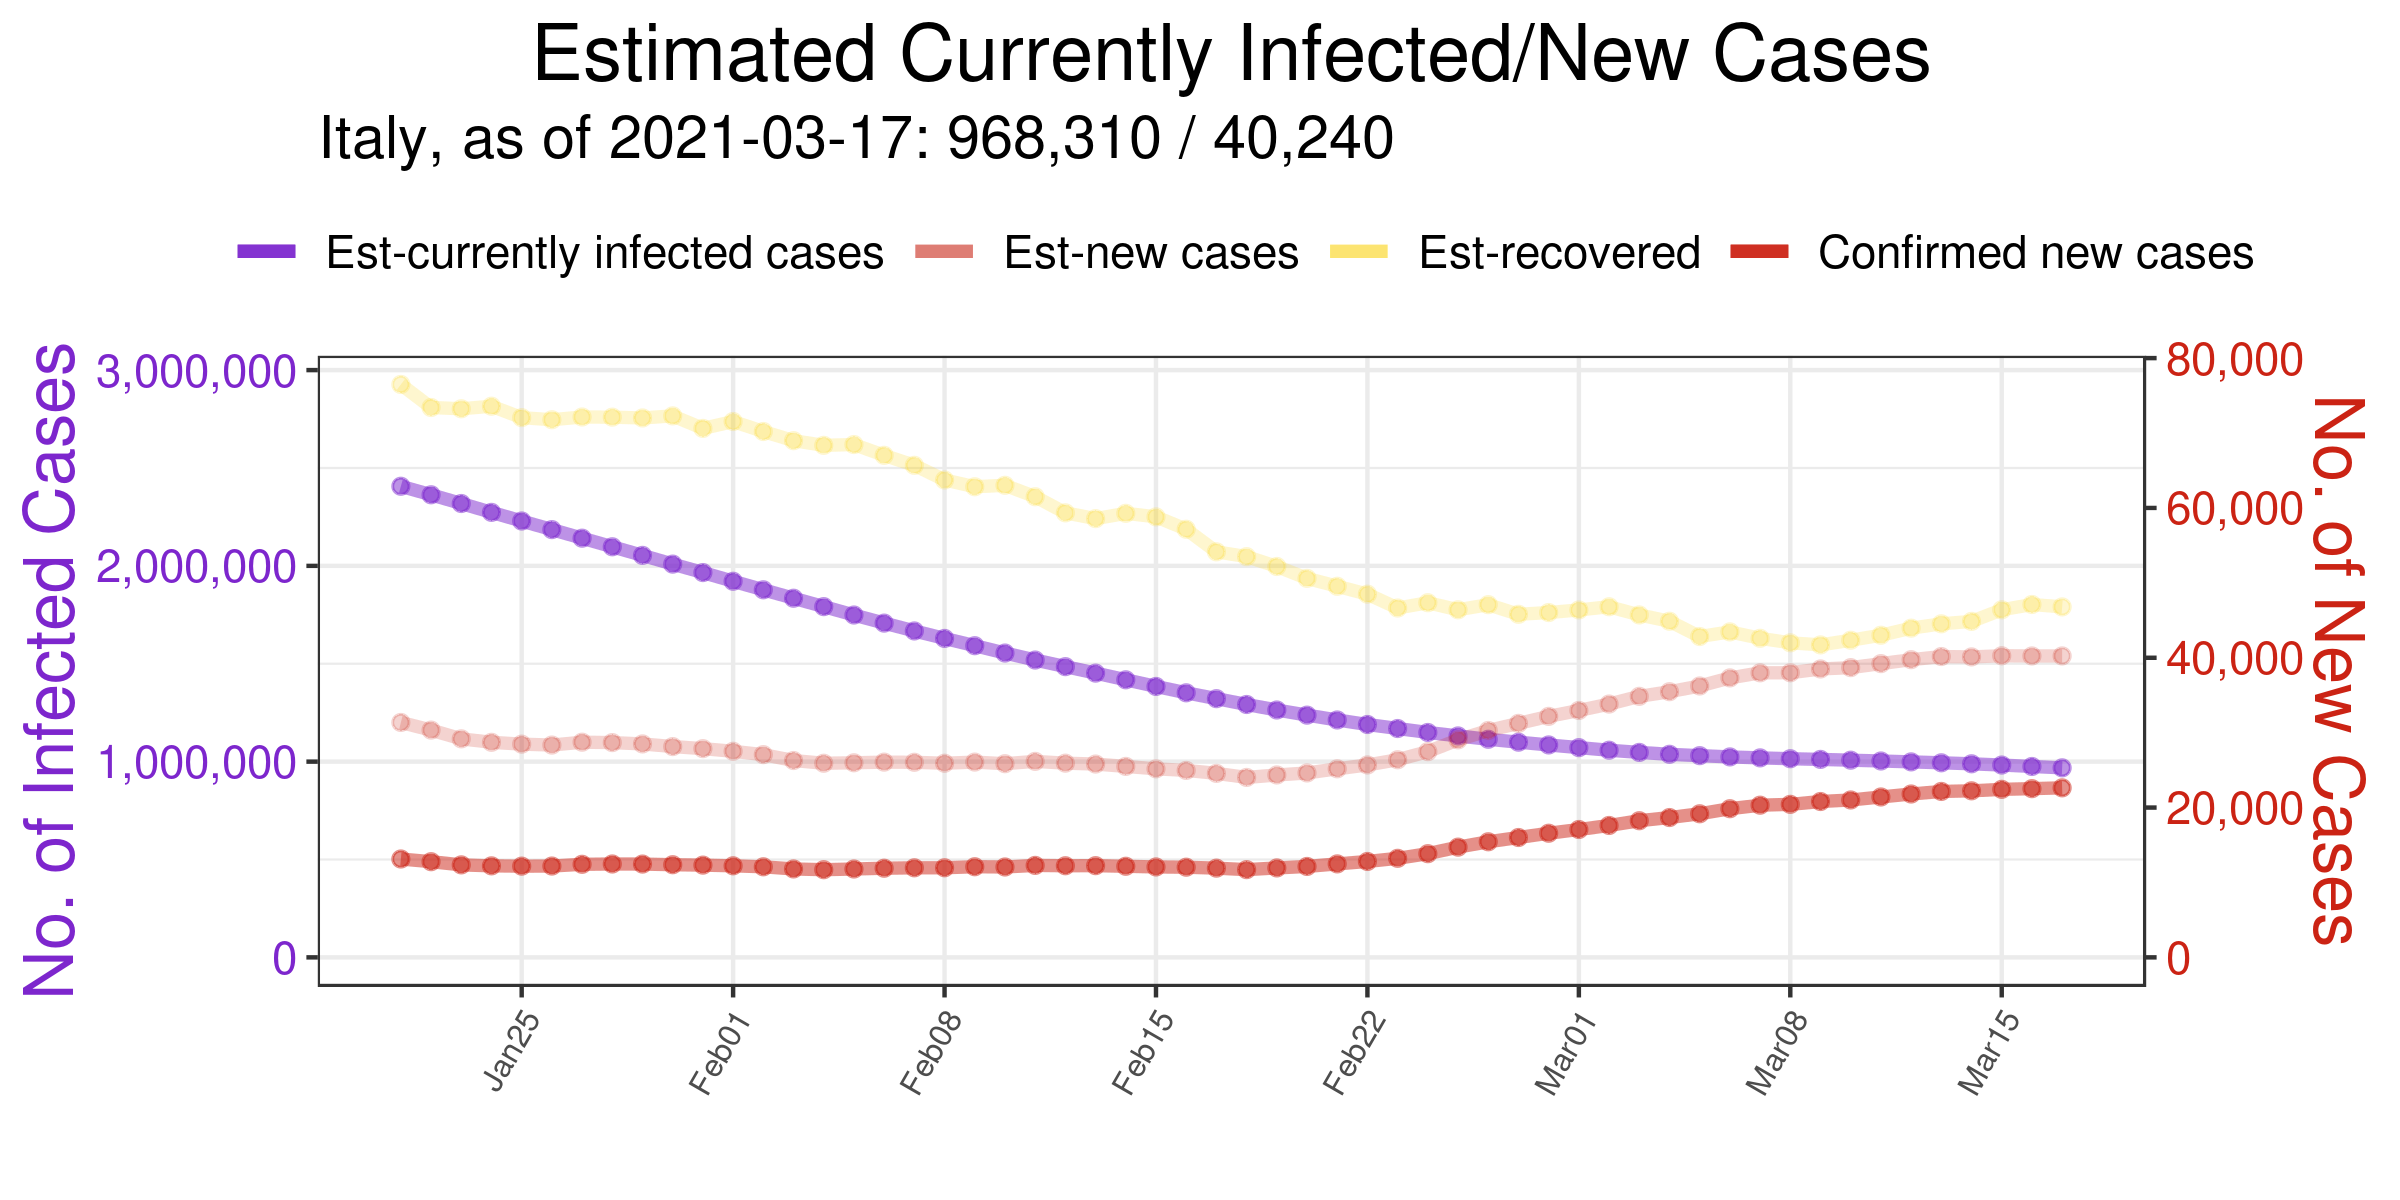 Estimated Currently Infected/New Cases
Italy, as of 2021-03-17: 968,310 / 40,240
Est-currently infected cases Est-new cases Est-recovered Confirmed new cases
No. of Infected Cases
3,000,000
2,000,000
1,000,000
0
80,000
60,000
40,000
20,000
0
No. of New Cases
Jan25 Feb01 Feb08 Feb15 Feb22 Mar01 Mar08 Mar15